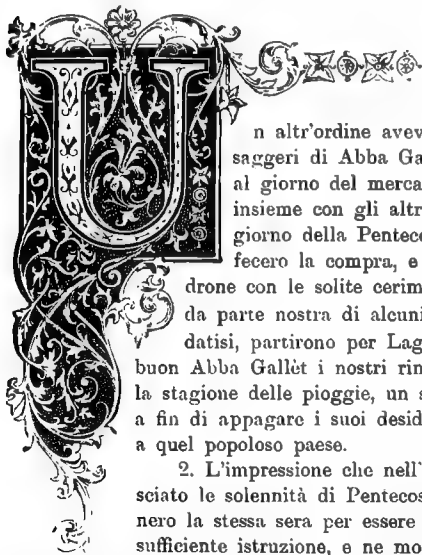 Un altr'ordine avev
saggeri di Abba Ga
al giorno del merca
insieme con gli altr
giorno della Pentece
fecero la compra, e
drone con le solite cerim
da parte nostra di alcuni
datisi, partirono per Lag
buon Abba Gallèt i nostri rin
la stagione delle pioggie, un s
a fin di appagare i suoi desid
a quel popoloso paese.
2. L'impressione che nell'
sciato le solennità di Pentecos
nero la stessa sera per essere
sufficiente istruzione, e ne mo